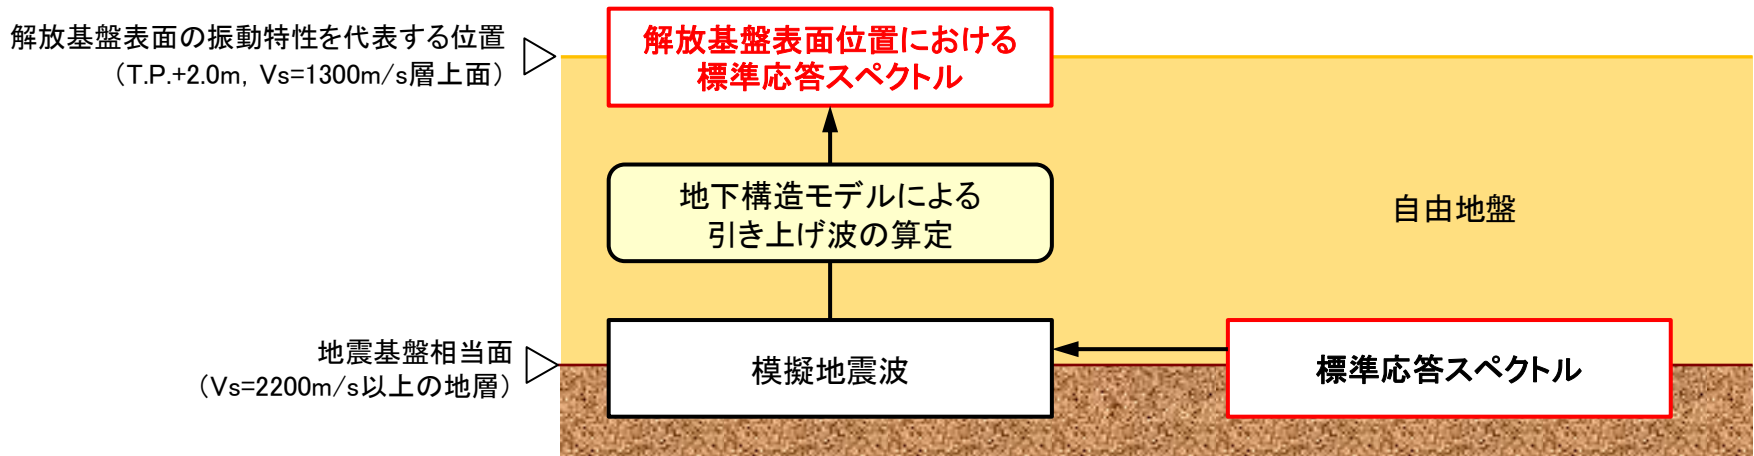 解放基盤表面の振動特性を代表する位置
（T.P.+2.0m, Vs=1300m/s層上面）
解放基盤表面位置における
標準応答スペクトル
地下構造モデルによる
引き上げ波の算定
自由地盤
地震基盤相当面
（Vs=2200m/s以上の地層）
模擬地震波
標準応答スペクトル